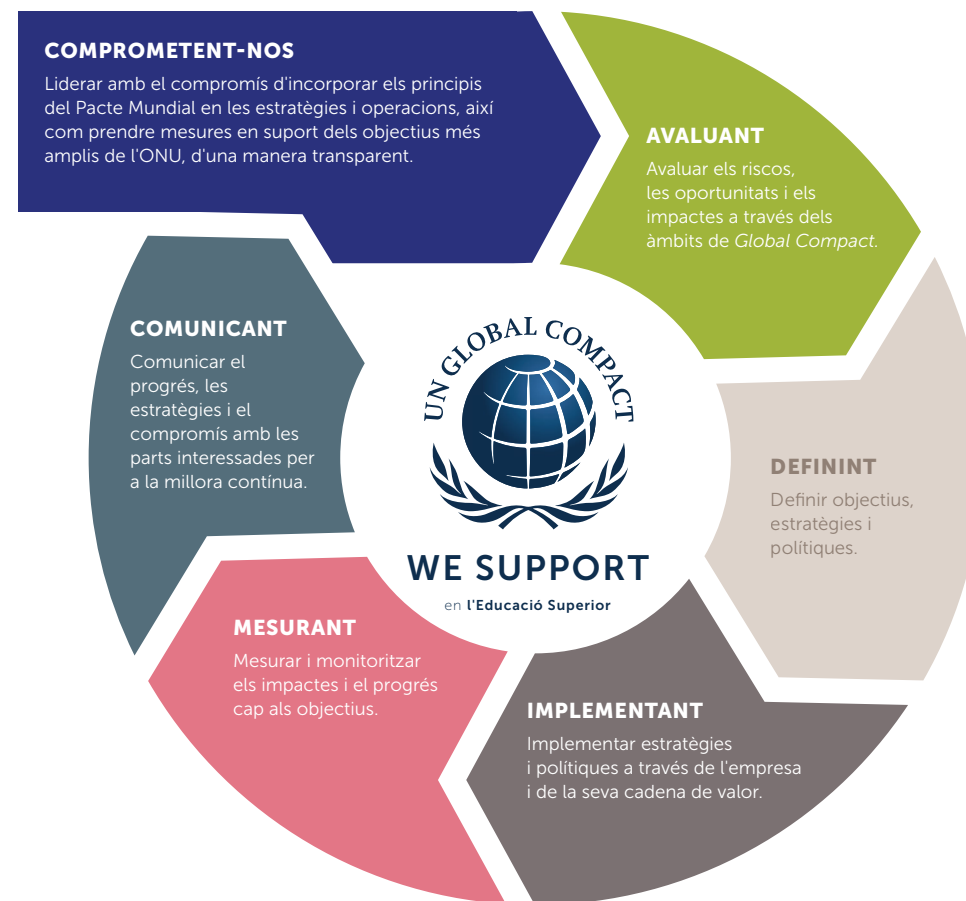 COMPROMETENT-NOS
Liderar amb el compromís d'incorporar els principis
del Pacte Mundial en les estratègies i operacions, així
com prendre mesures en suport dels objectius més
amplis de l'ONU, d'una manera transparent.
AVALUANT
Avaluar els riscos,
les oportunitats i els
impactes a través dels
àmbits de Global Compact.
DEFININT
Definir objectius,
estratègies i
polítiques.
IMPLEMENTANT
Implementar estratègies
i polítiques a través de l'empresa
i de la seva cadena de valor.
MESURANT
Mesurar i monitoritzar
els impactes i el progrés
cap als objectius.
COMUNICANT
Comunicar el
progrés, les
estratègies i el
compromís amb les
parts interessades per
a la millora contínua.
UN GLOBAL COMPACT
WE SUPPORT
en l'Educació Superior